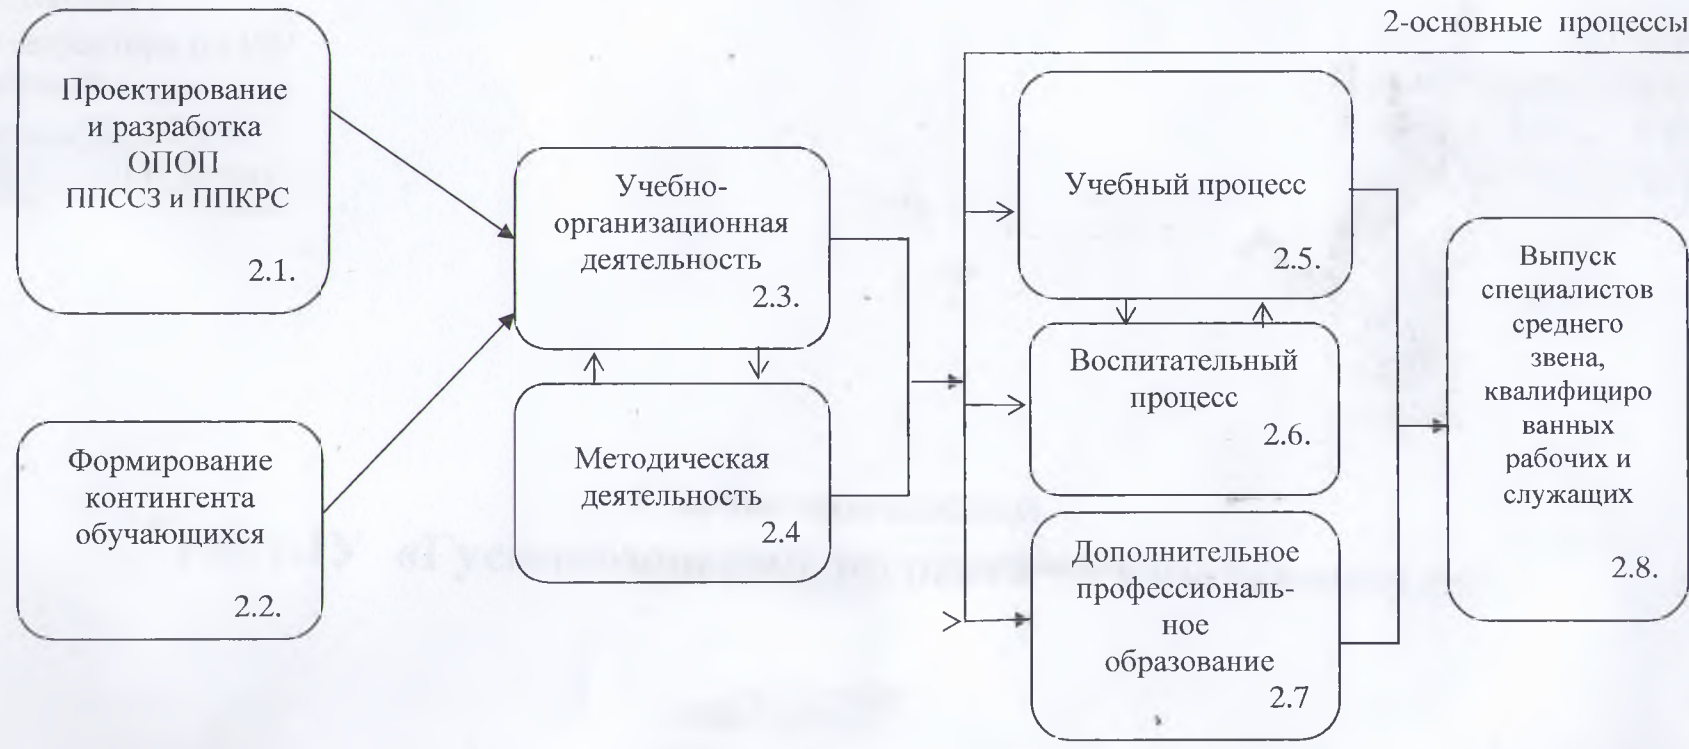 2-основные процессы
Проектирование
и разработка
ОПОП
ППССЗ и ППКРС
2.1.
Формирование
контингента
обучающихся
2.2.
Учебно-
организационная
деятельность
2.3.
Методическая
деятельность
2.4
Учебный процесс
2.5.
Воспитательный
процесс
2.6.
Дополнительное
профессиональ-
ное
образование
2.7
Выпуск
специалистов
среднего
звена,
квалифициро
ванных
рабочих и
служащих
2.8.